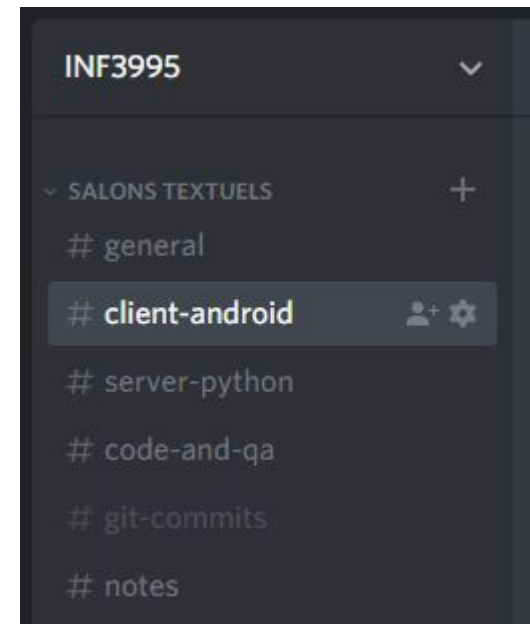 INF3995
SALONS TEXTUELS
# general
# client-android
# server-python
# code-and-qa
# git-commits
# notes